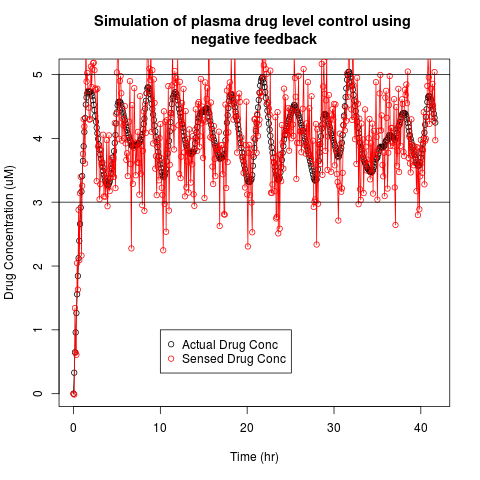 Simulation of plasma drug level control using
negative feedback
Drug Concentration (uM)
5
4
3
2
1
0
Actual Drug Conc
Sensed Drug Conc
0 10 20 30 40
Time (hr)